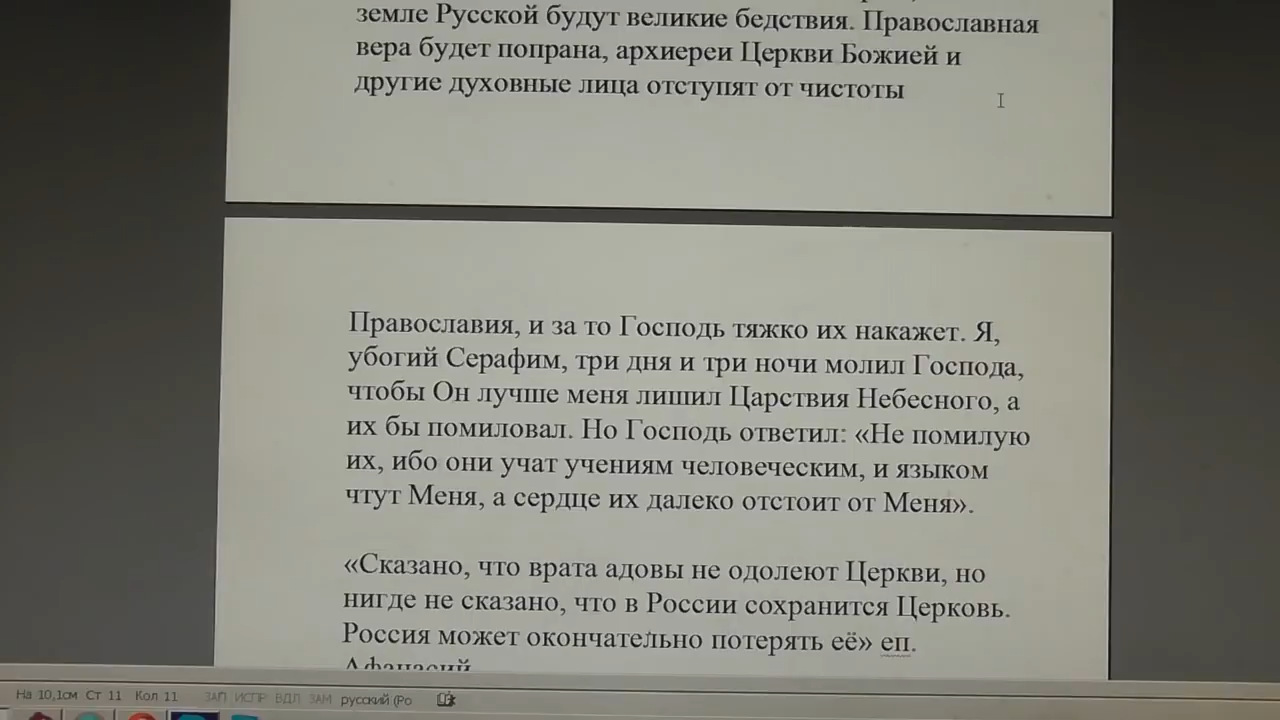 земле Русской будут великие бедствия. Православная
вера будет попрана, архиереи Церкви Божией и
другие духовные лица отступят от чистоты
Православия, и за то Господь тяжко их накажет. Я,
убогий Серафим, три дня и три ночи молил Господа,
чтобы Он лучше меня лишил Царствия Небесного, а
их бы помиловал. Но Господь ответил: «Не помилую
их, ибо они учат учениям человеческим, и языком
чтут Меня, а сердце их далеко отстоит от Меня».
«Сказано, что врата адовы не одолеют Церкви, но
нигде не сказано, что в России сохранится Церковь.
Россия может окончательно потерять её» еп.
Афанасий
На 10,1см Ст 11 Кол 11 ЗАП ИСПР ВДЛ ЗАМ русский (Ро